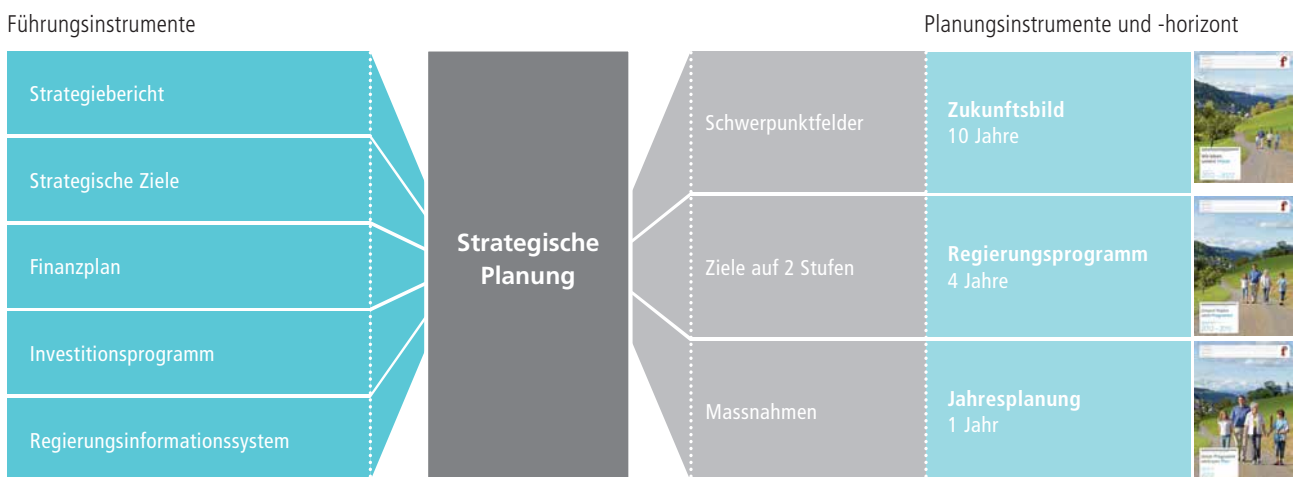 Führungsinstrumente
Planungsinstrumente und -horizont
Strategiebericht
Strategische Ziele
Finanzplan
Investitionsprogramm
Regierungsinformationssystem
Strategische
Planung
Schwerpunktfelder
Ziele auf 2 Stufen
Massnahmen
Zukunftsbild
10 Jahre
Regierungsprogramm
4 Jahre
Jahresplanung
1 Jahr